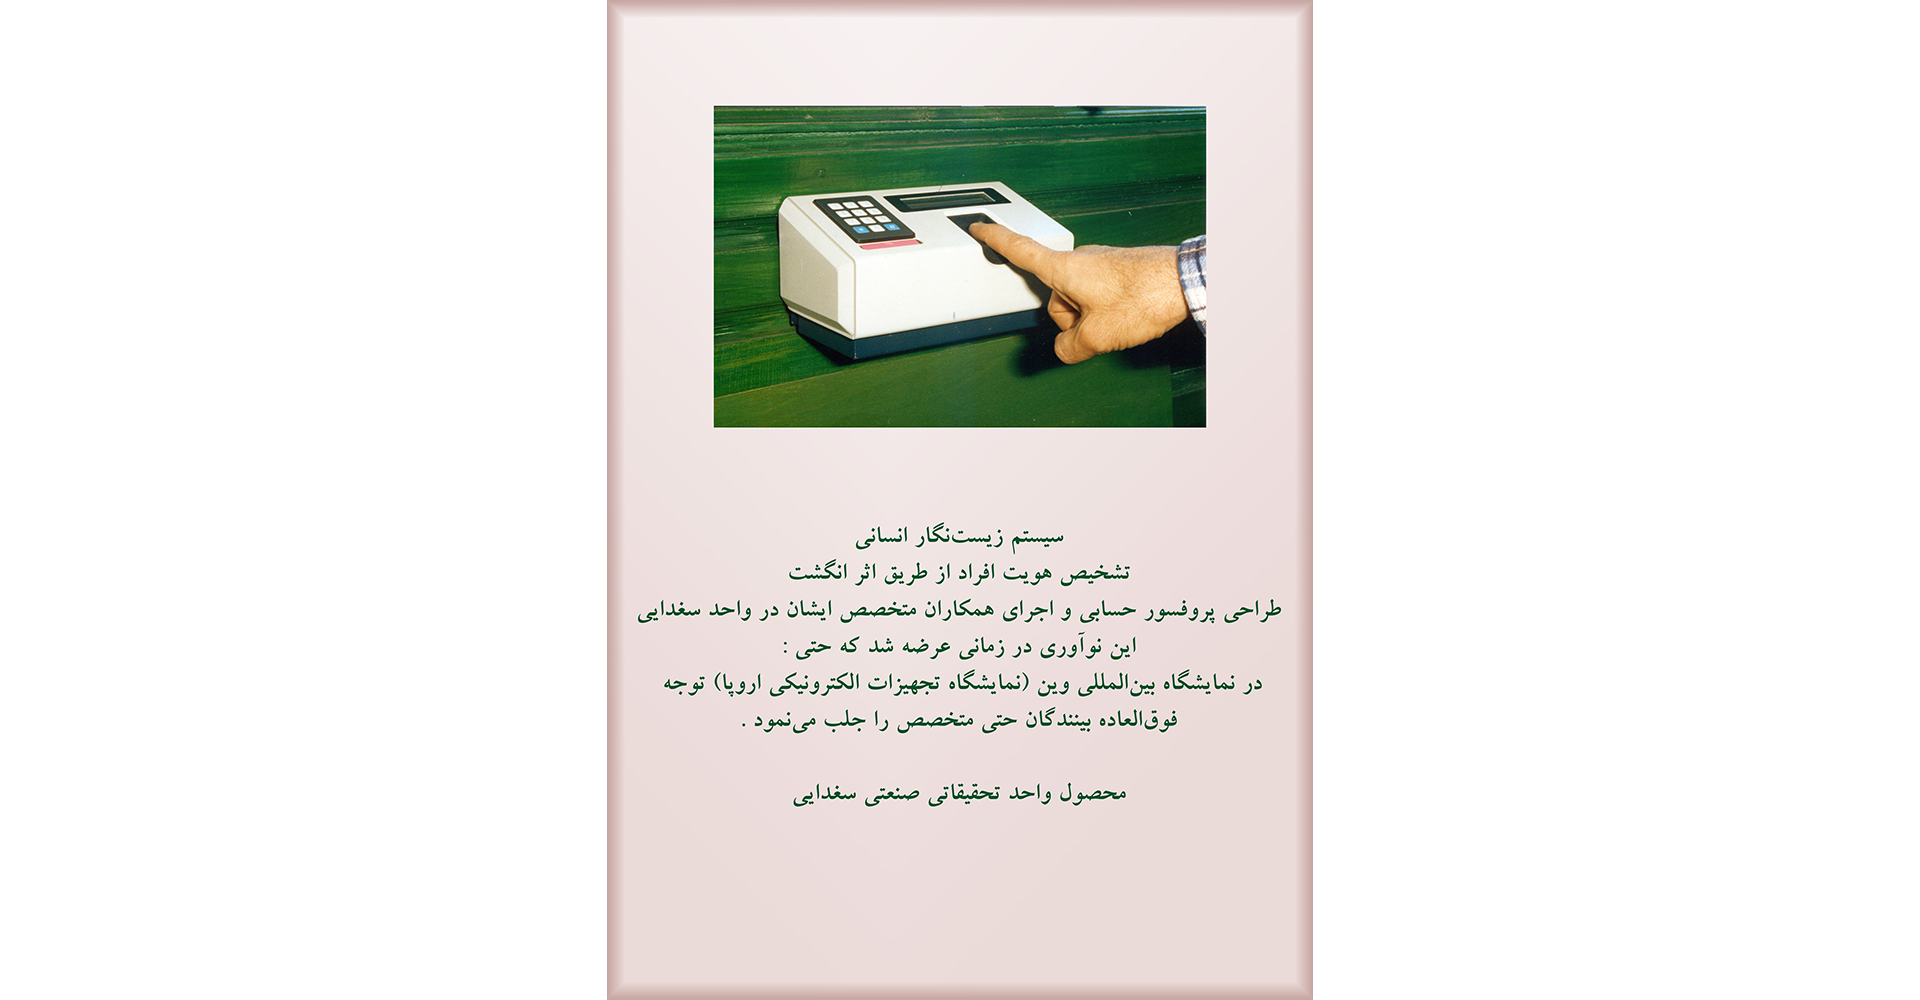 سیستم زیست‌نگار انسانی
تشخیص هویت افراد از طریق اثر انگشت
طراحی پروفسور حسابی و اجرای همکاران متخصص ایشان در واحد سغدایی
این نوآوری در زمانی عرضه شد که حتی :
در نمایشگاه بین‌المللی وین (نمایشگاه تجهیزات الکترونیکی اروپا) توجه
فوق‌العاده بینندگان حتی متخصص را جلب می‌نمود .
محصول واحد تحقیقاتی صنعتی سغدایی